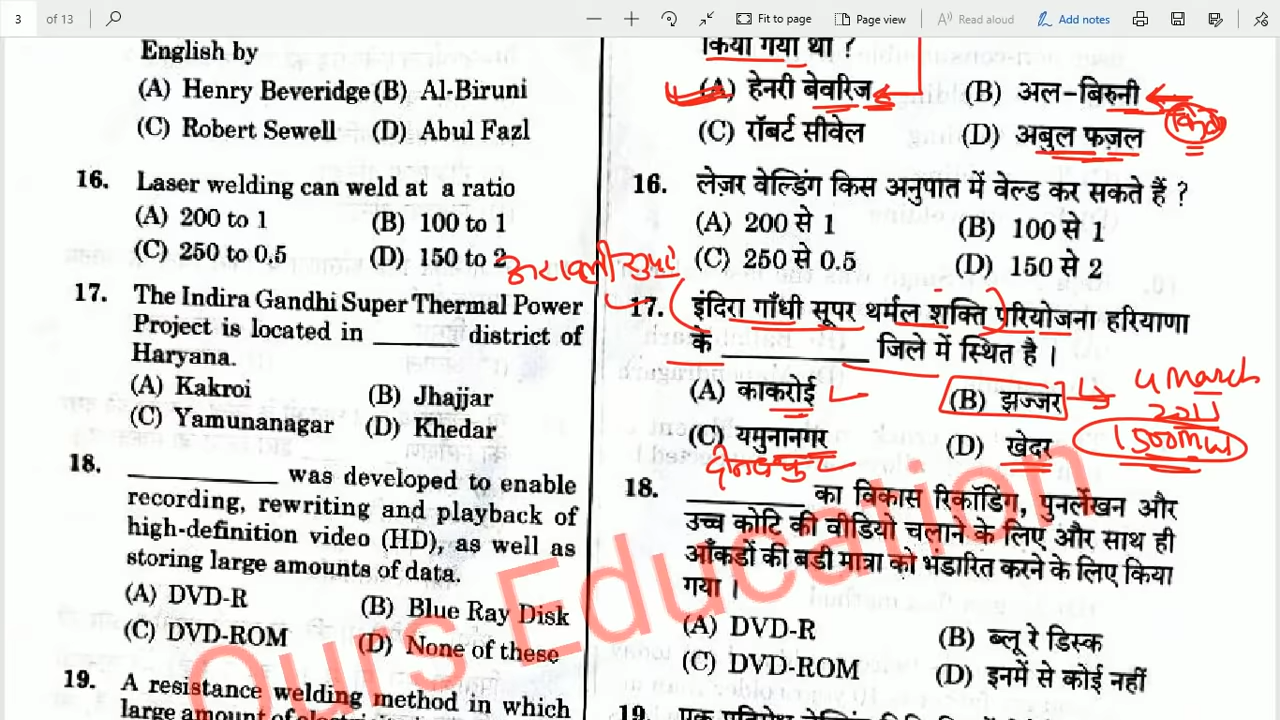 3 of 13
Fit to page
Page view
Read aloud
Add notes
English by
(A) Henry Beveridge (B) Al-Biruni
(C) Robert Sewell (D) Abul Fazl
16. Laser welding can weld at a ratio
(A) 200 to 1 (B) 100 to 1
(C) 250 to 0.5 (D) 150 to 2
17. The Indira Gandhi Super Thermal Power
Project is located in ________ district of
Haryana.
(A) Kakroi (B) Jhajjar
(C) Yamunanagar (D) Khedar
18. ____________ was developed to enable
recording, rewriting and playback of
high-definition video (HD), as well as
storing large amounts of data.
(A) DVD-R (B) Blue Ray Disk
(C) DVD-ROM (D) None of these
19. A resistance welding method in which
large amount of
किया गया था ?
(A) हेनरी बेवरिज (B) अल-बिरुनी
(C) रॉबर्ट सीवेल (D) अबुल फज़ल
16. लेज़र वेल्डिंग किस अनुपात में वेल्ड कर सकते हैं ?
(A) 200 से 1 (B) 100 से 1
(C) 250 से 0.5 (D) 150 से 2
17. इंदिरा गाँधी सूपर थर्मल शक्ति परियोजना हरियाणा
के ____________ जिले में स्थित है ।
(A) काकरोई (B) झज्जर
4 March
2011
(C) यमुनानगर (D) खेदर
1500MW
18. __________ का विकास रिकॉडिंग, पुनर्लेखन और
उच्च कोटि की वीडियो चलाने के लिए और साथ ही
आँकडों की बडी मात्रा को भंडारित करने के लिए किया
गया ।
(A) DVD-R (B) ब्लू रे डिस्क
(C) DVD-ROM (D) इनमें से कोई नहीं
19.
Ours Education